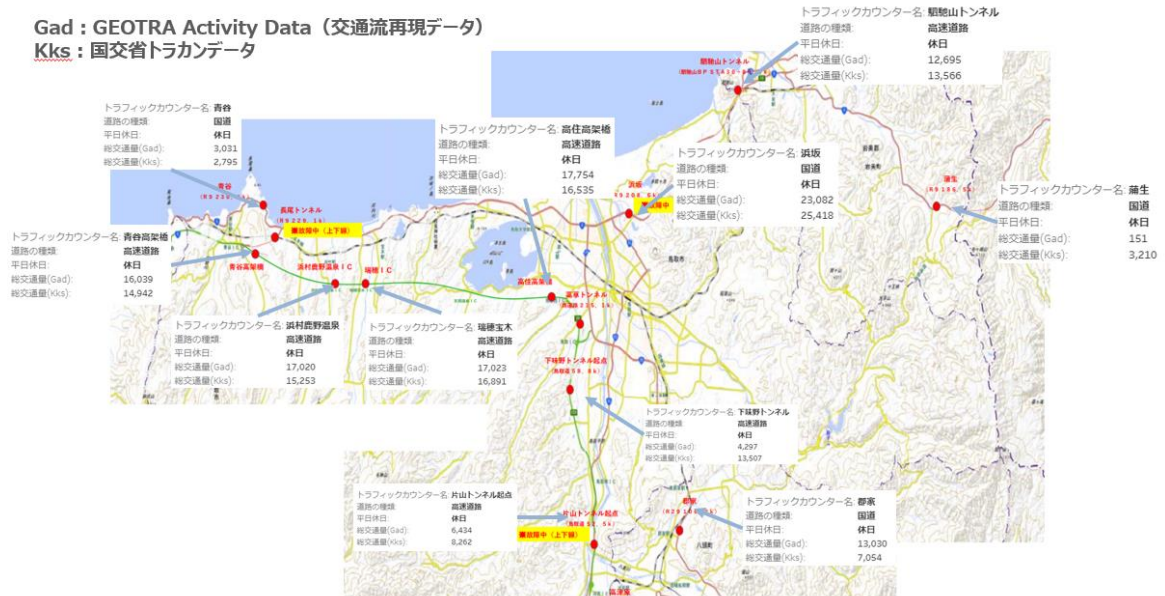 Gad : GEOTRA Activity Data（交通流再現データ）
Kks : 国交省トラカンデータ
トラフィックカウンター名: 駟馳山トンネル
道路の種類: 高速道路
平日休日: 休日
総交通量(Gad): 12,695
総交通量(Kks): 13,566
駟馳山トンネル
トラフィックカウンター名: 青谷
道路の種類: 国道
平日休日: 休日
総交通量(Gad): 3,031
総交通量(Kks): 2,795
トラフィックカウンター名: 高住高架橋
道路の種類: 高速道路
平日休日: 休日
総交通量(Gad): 17,754
総交通量(Kks): 16,535
トラフィックカウンター名: 浜坂
道路の種類: 国道
平日休日: 休日
総交通量(Gad): 23,082
総交通量(Kks): 25,418
トラフィックカウンター名: 蒲生
道路の種類: 国道
平日休日: 休日
総交通量(Gad): 151
総交通量(Kks): 3,210
青谷
長尾トンネル
■故障中（上下線）
浜坂
蒲生
トラフィックカウンター名: 青谷高架橋
道路の種類: 高速道路
平日休日: 休日
総交通量(Gad): 16,039
総交通量(Kks): 14,942
青谷高架橋
浜村鹿野温泉ＩＣ
瑞穂ＩＣ
高住高架橋
鳥取市
トラフィックカウンター名: 浜村鹿野温泉
道路の種類: 高速道路
平日休日: 休日
総交通量(Gad): 17,020
総交通量(Kks): 15,253
トラフィックカウンター名: 瑞穂宝木
道路の種類: 高速道路
平日休日: 休日
総交通量(Gad): 17,023
総交通量(Kks): 16,891
下味野トンネル起点
トラフィックカウンター名: 下味野トンネル
道路の種類: 高速道路
平日休日: 休日
総交通量(Gad): 4,297
総交通量(Kks): 13,507
トラフィックカウンター名: 片山トンネル起点
道路の種類: 高速道路
平日休日: 休日
総交通量(Gad): 6,434
総交通量(Kks): 8,262
片山トンネル起点
■故障中（上下線）
郡家
八頭町
トラフィックカウンター名: 郡家
道路の種類: 国道
平日休日: 休日
総交通量(Gad): 13,030
総交通量(Kks): 7,054